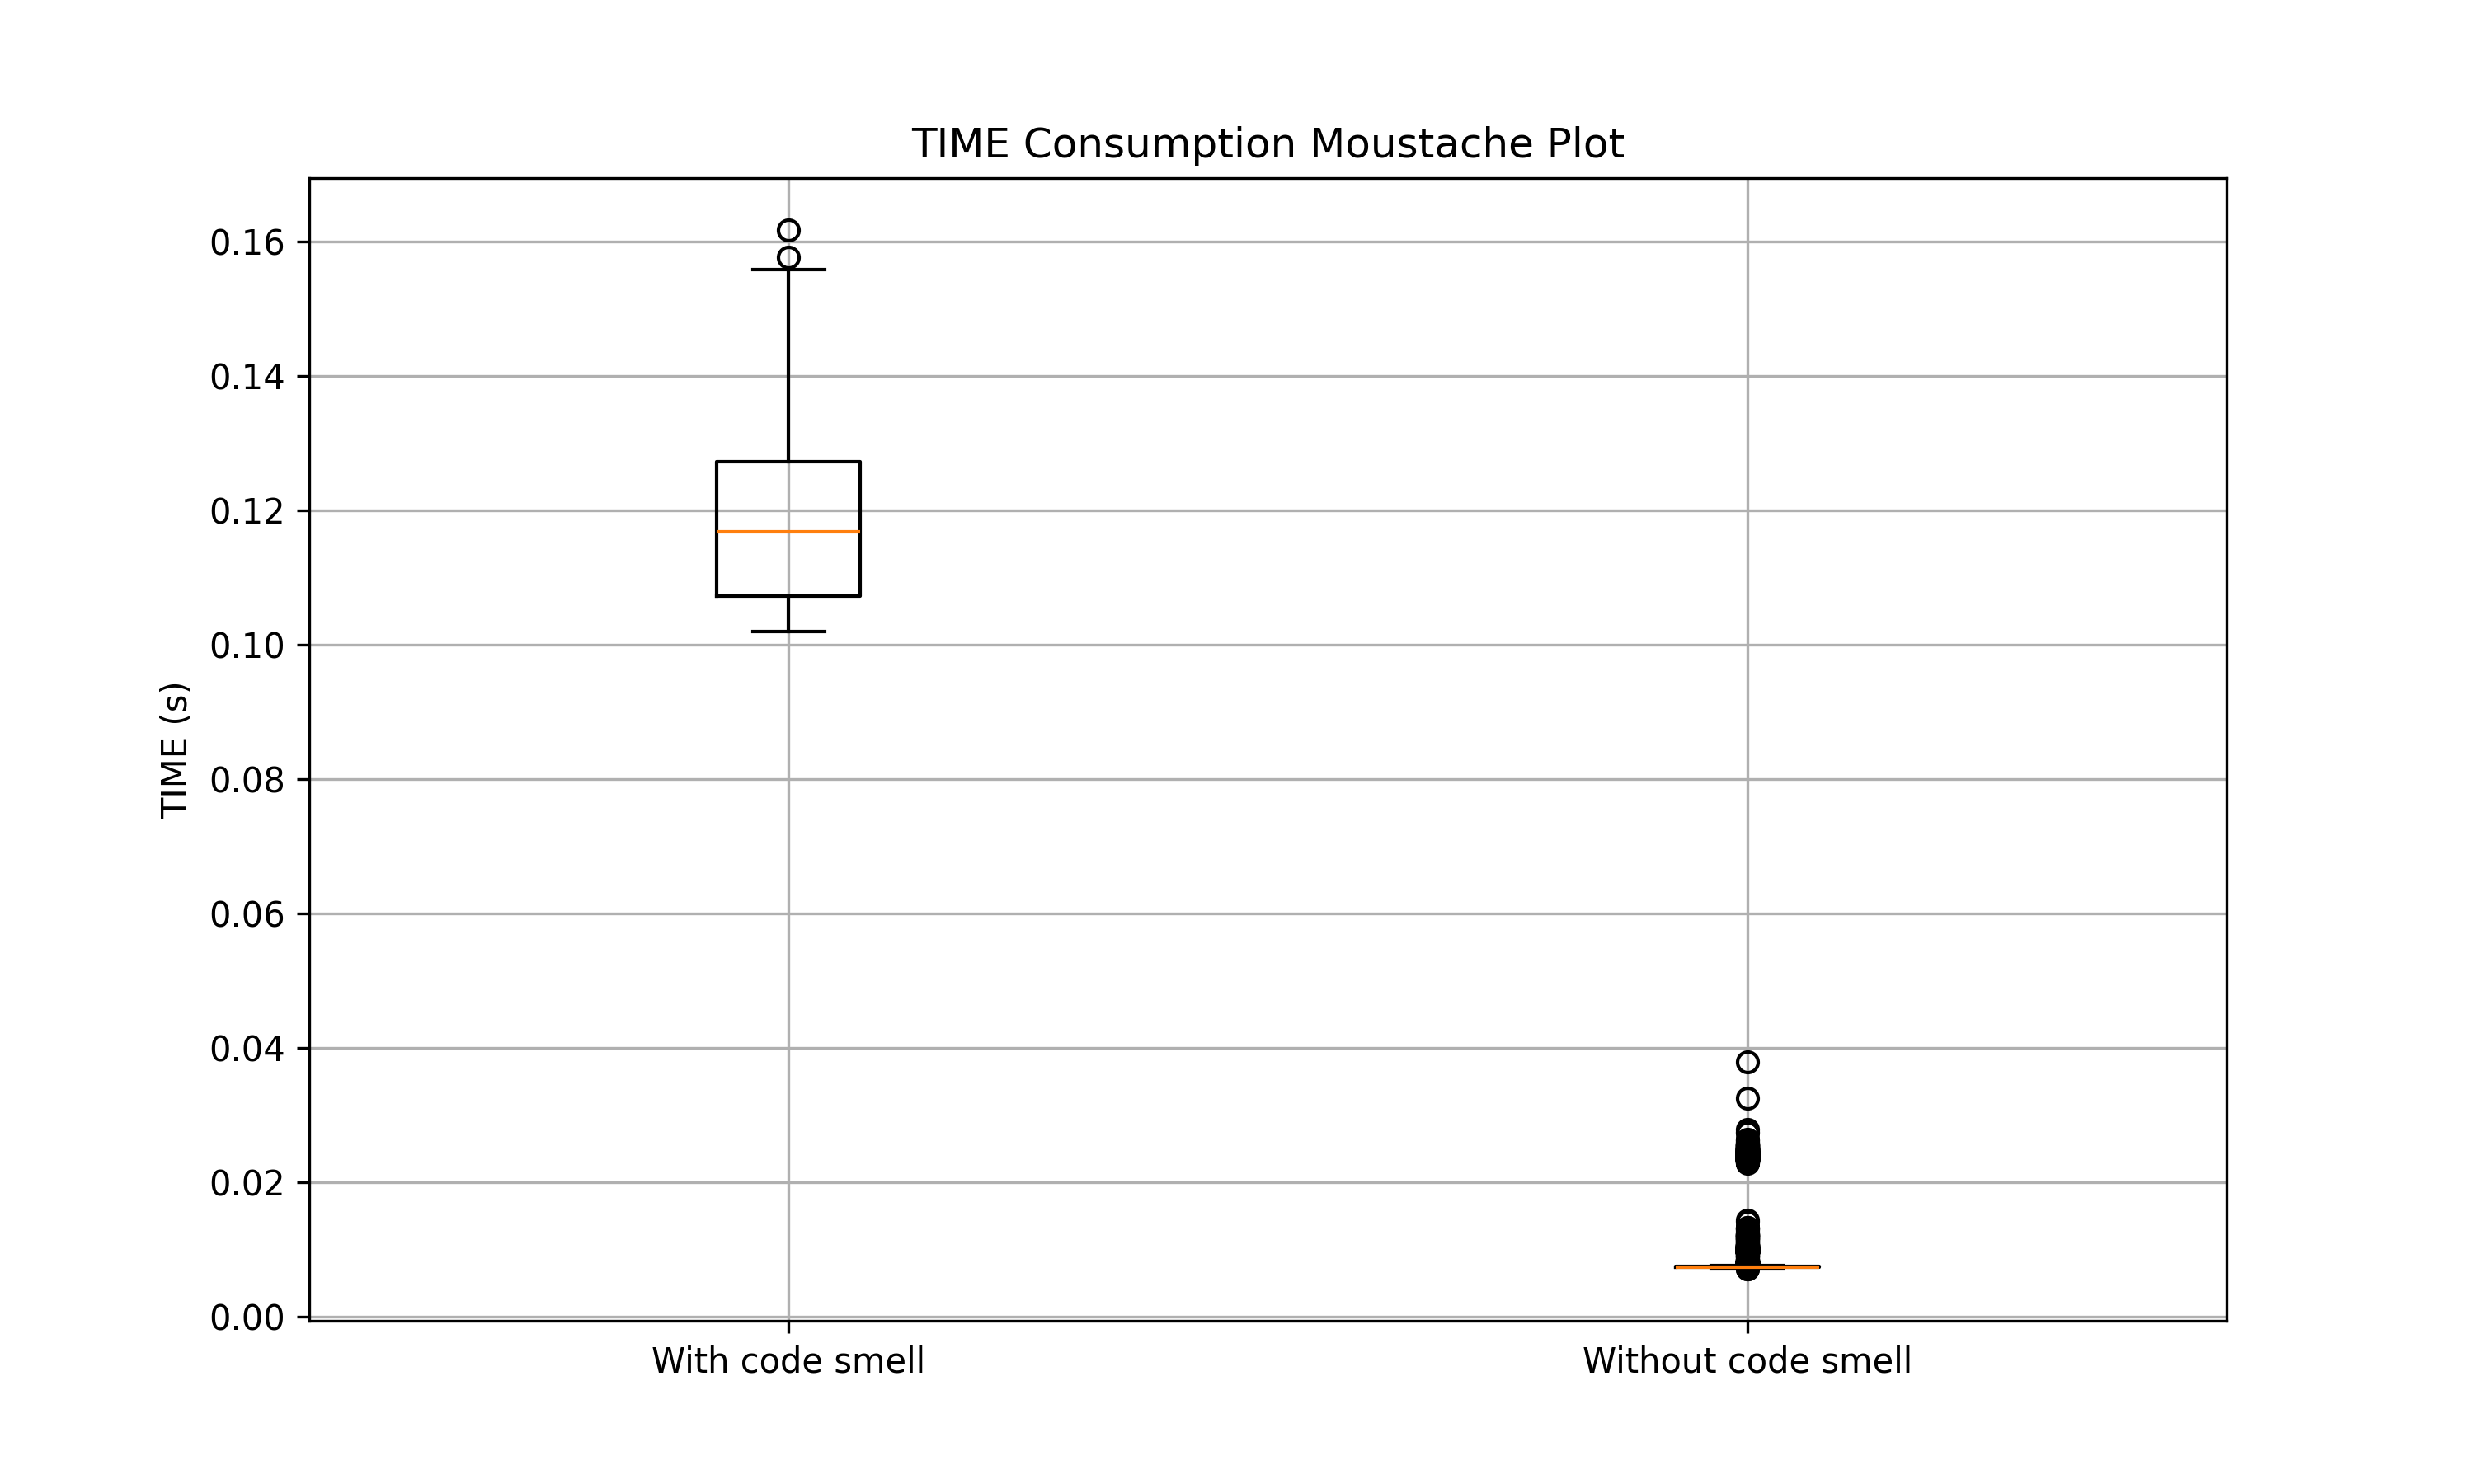 TIME Consumption Moustache Plot
TIME (s)
0.16
0.14
0.12
0.10
0.08
0.06
0.04
0.02
0.00
With code smell
Without code smell